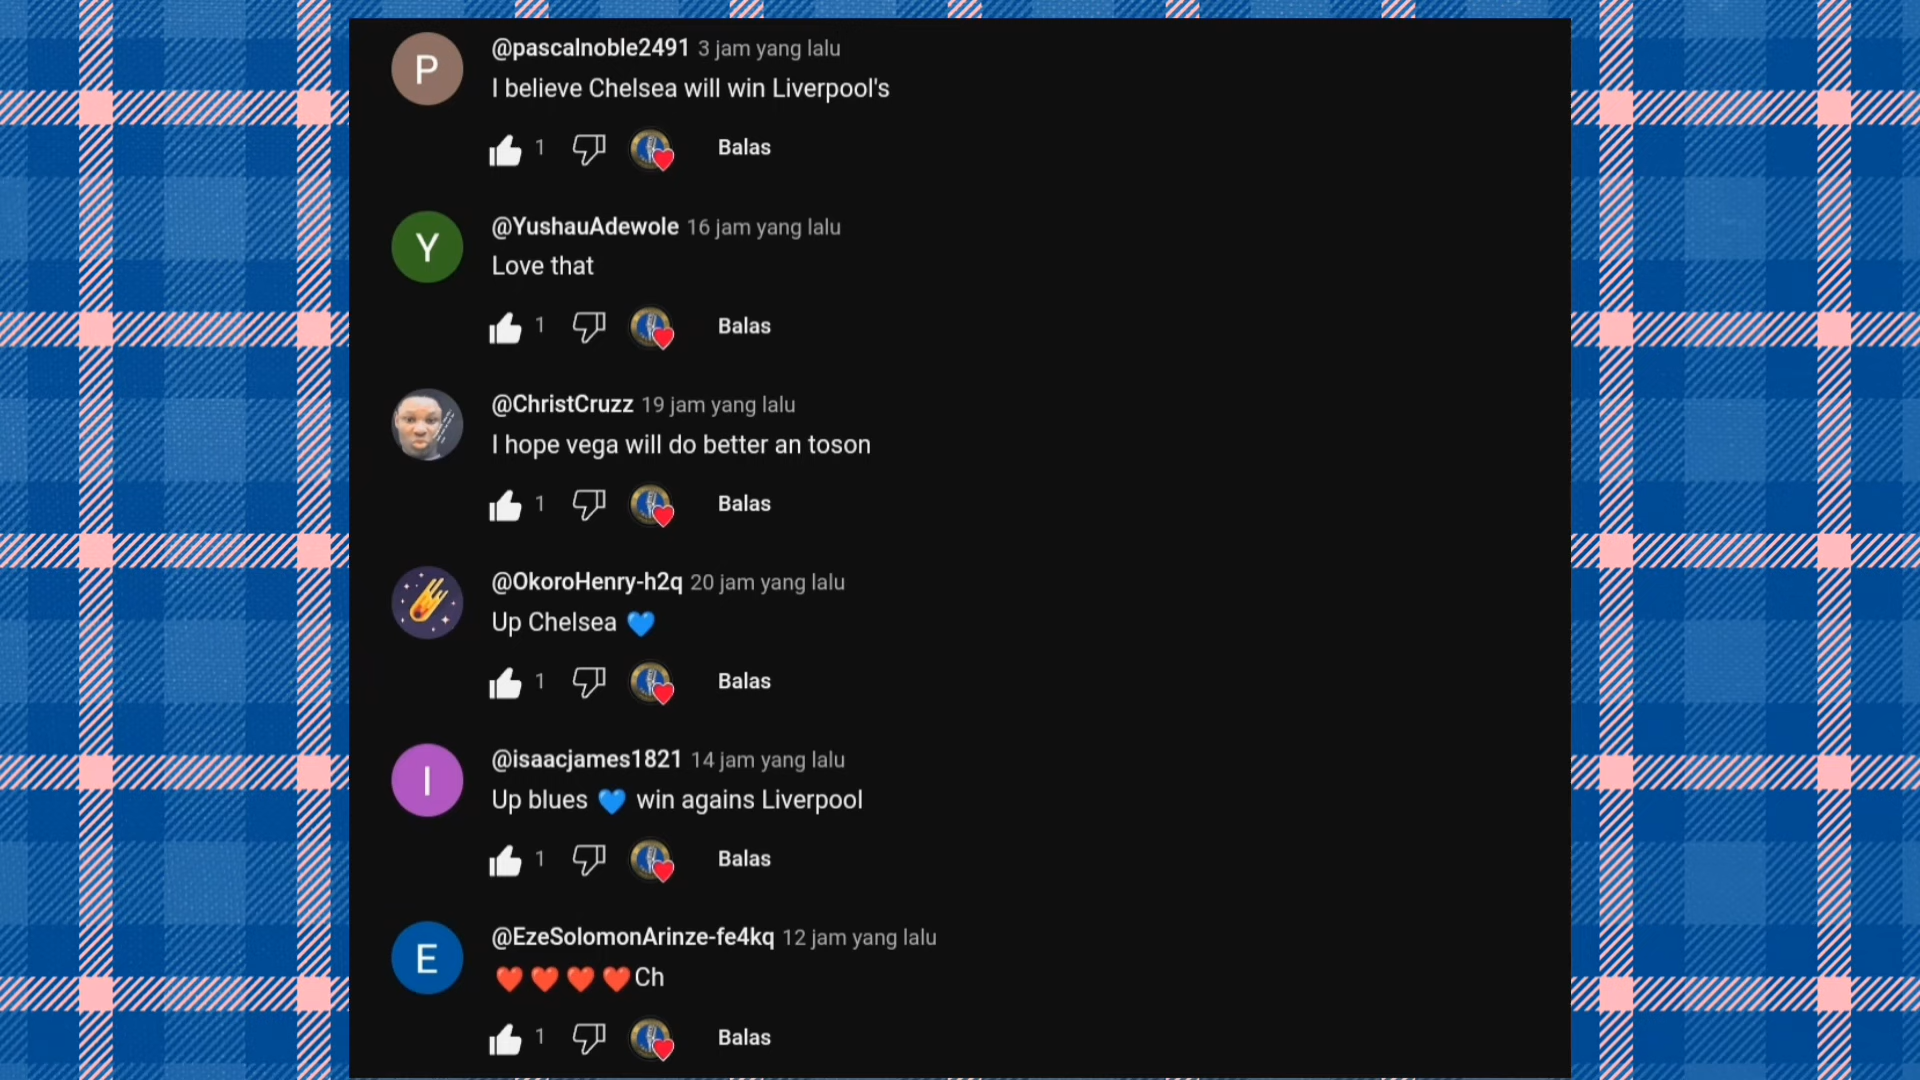 P
@pascalnoble2491 3 jam yang lalu
I believe Chelsea will win Liverpool's
1 Balas
Y
@YushauAdewole 16 jam yang lalu
Love that
1 Balas
@ChristCruzz 19 jam yang lalu
I hope vega will do better an toson
1 Balas
@OkoroHenry-h2q 20 jam yang lalu
Up Chelsea 💙
1 Balas
I
@isaacjames1821 14 jam yang lalu
Up blues 💙 win agains Liverpool
1 Balas
E
@EzeSolomonArinze-fe4kq 12 jam yang lalu
❤️❤️❤️❤️Ch
1 Balas